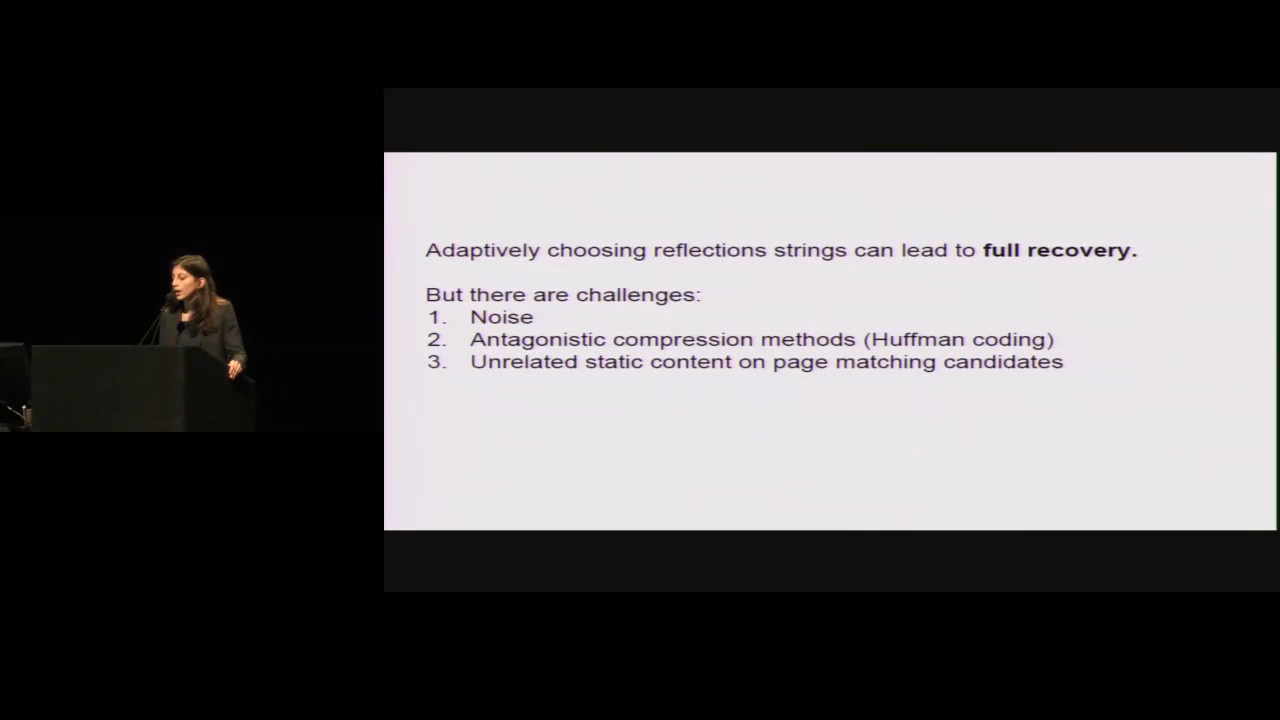 Adaptively choosing reflections strings can lead to full recovery.
But there are challenges:
1. Noise
2. Antagonistic compression methods (Huffman coding)
3. Unrelated static content on page matching candidates